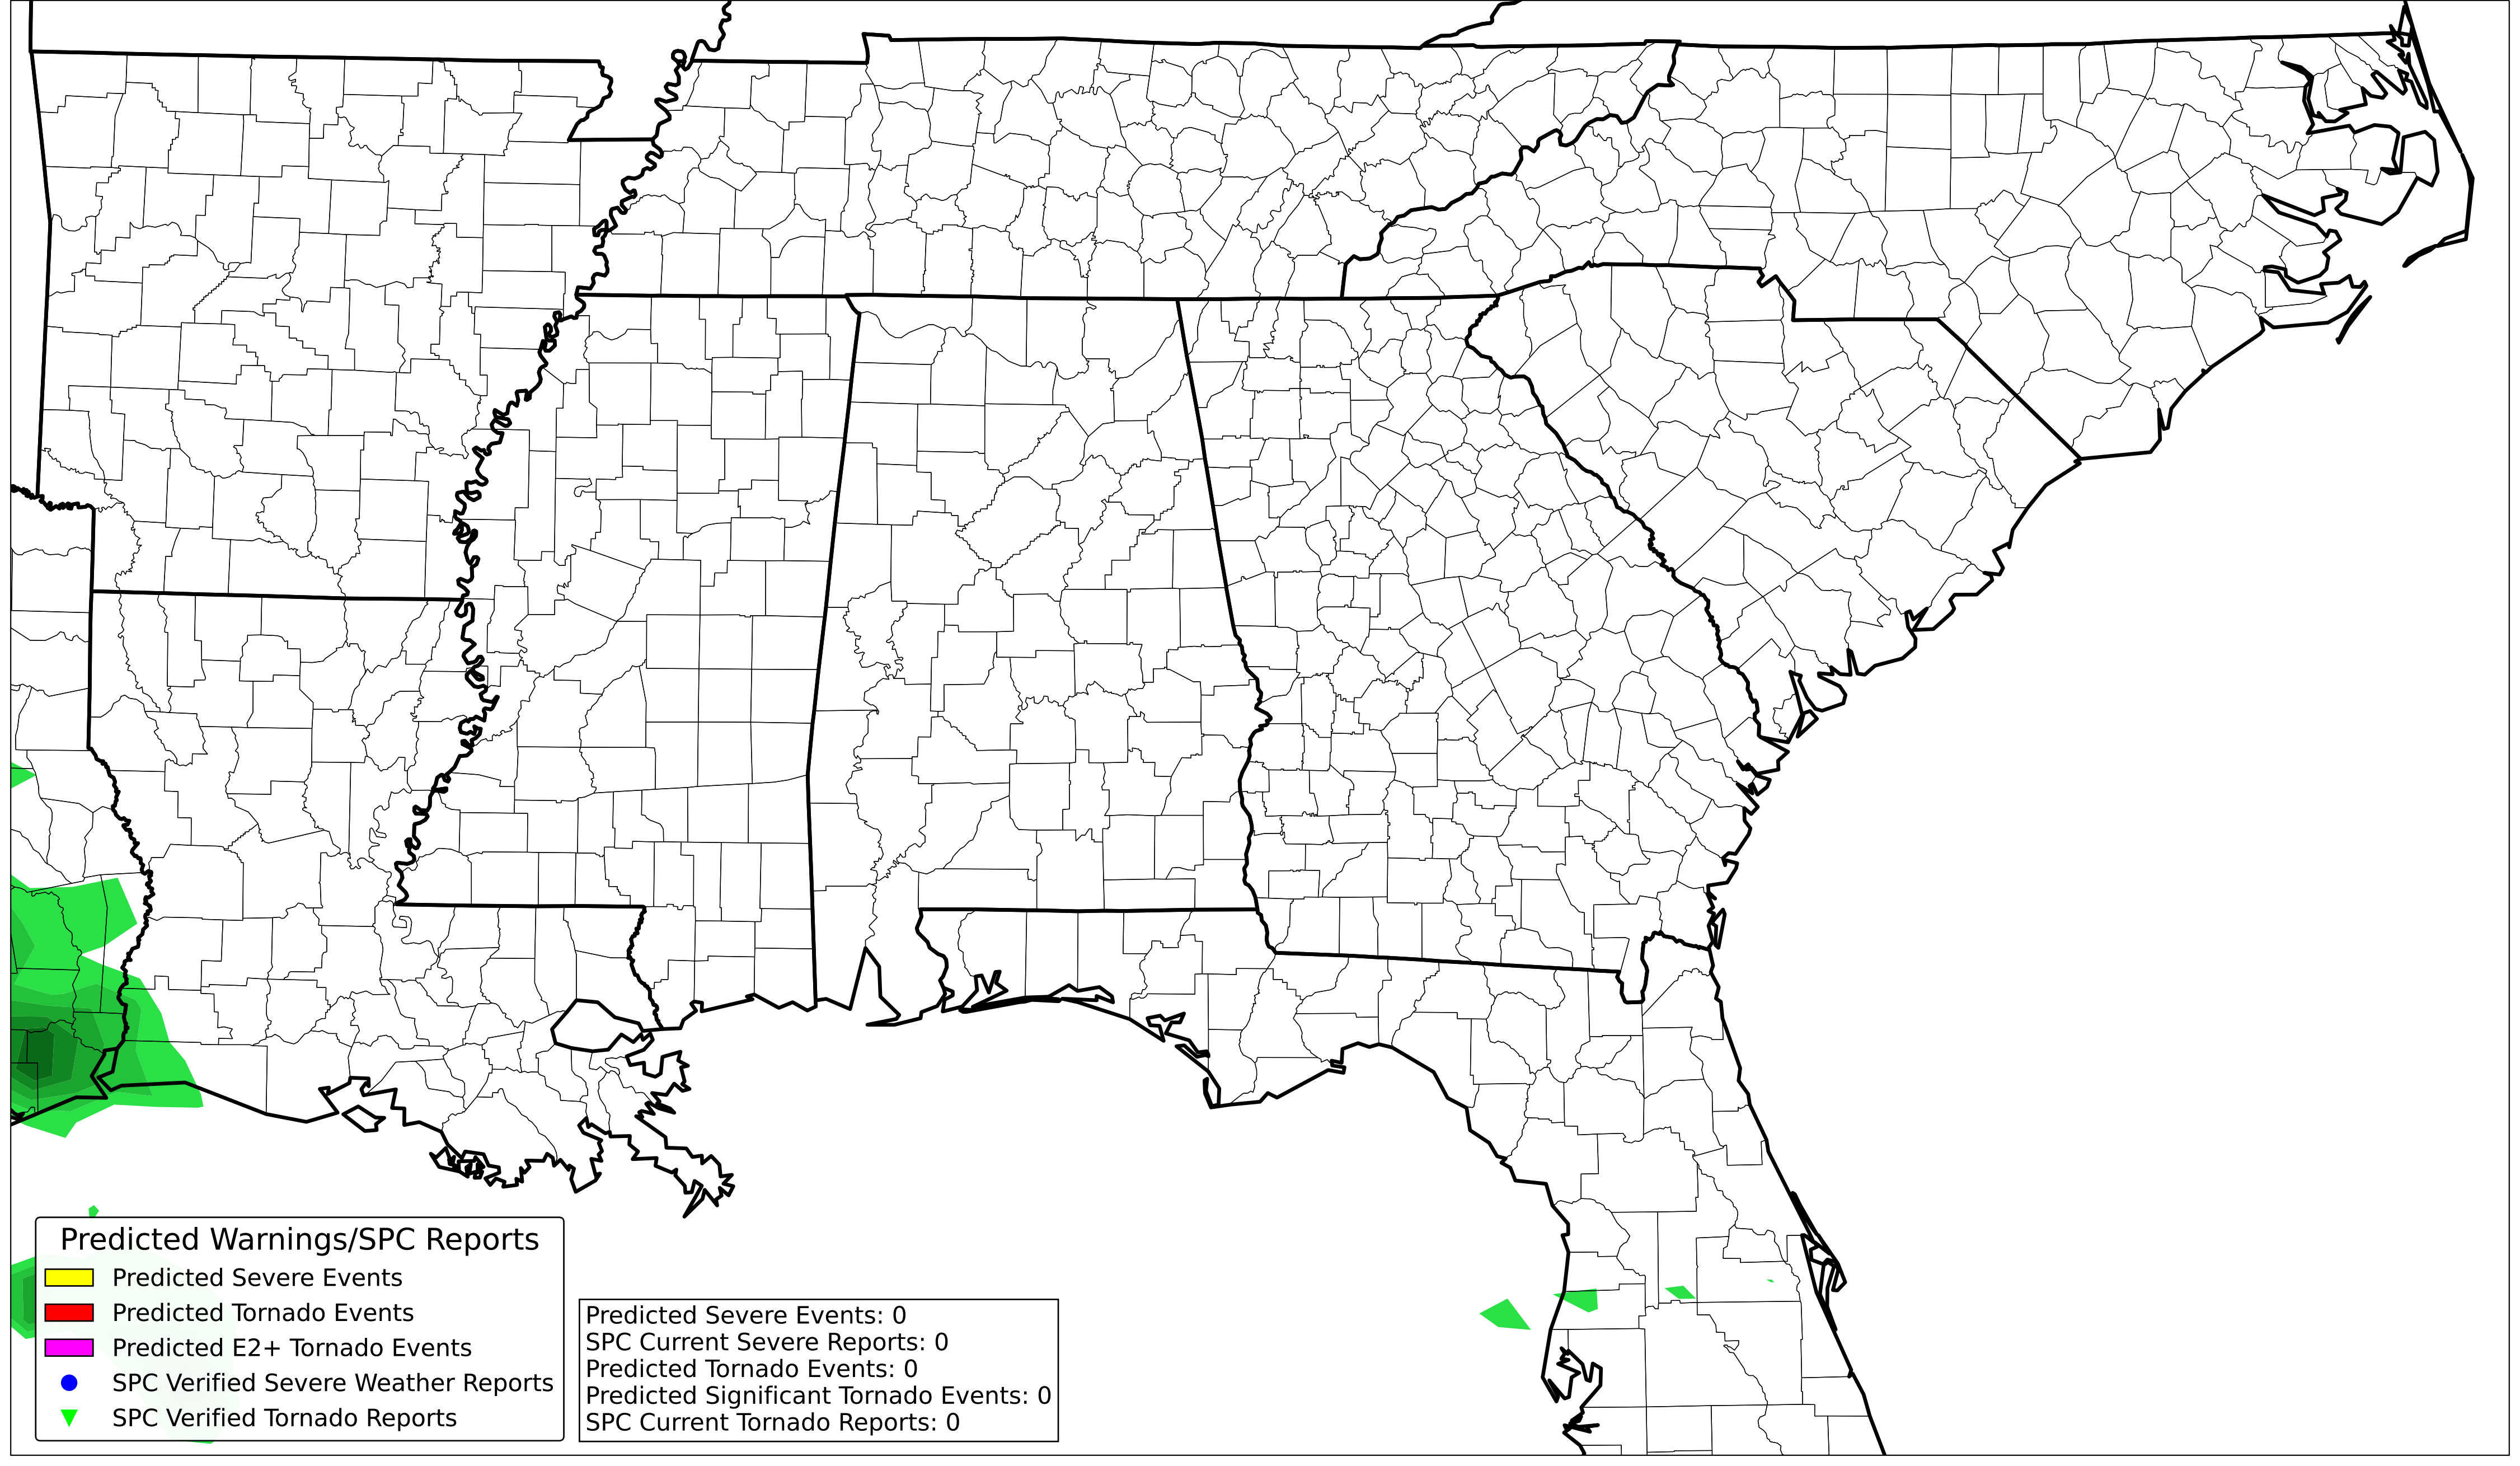 Predicted Warnings/SPC Reports
Predicted Severe Events
Predicted Tornado Events
Predicted E2+ Tornado Events
SPC Verified Severe Weather Reports
SPC Verified Tornado Reports
Predicted Severe Events: 0
SPC Current Severe Reports: 0
Predicted Tornado Events: 0
Predicted Significant Tornado Events: 0
SPC Current Tornado Reports: 0